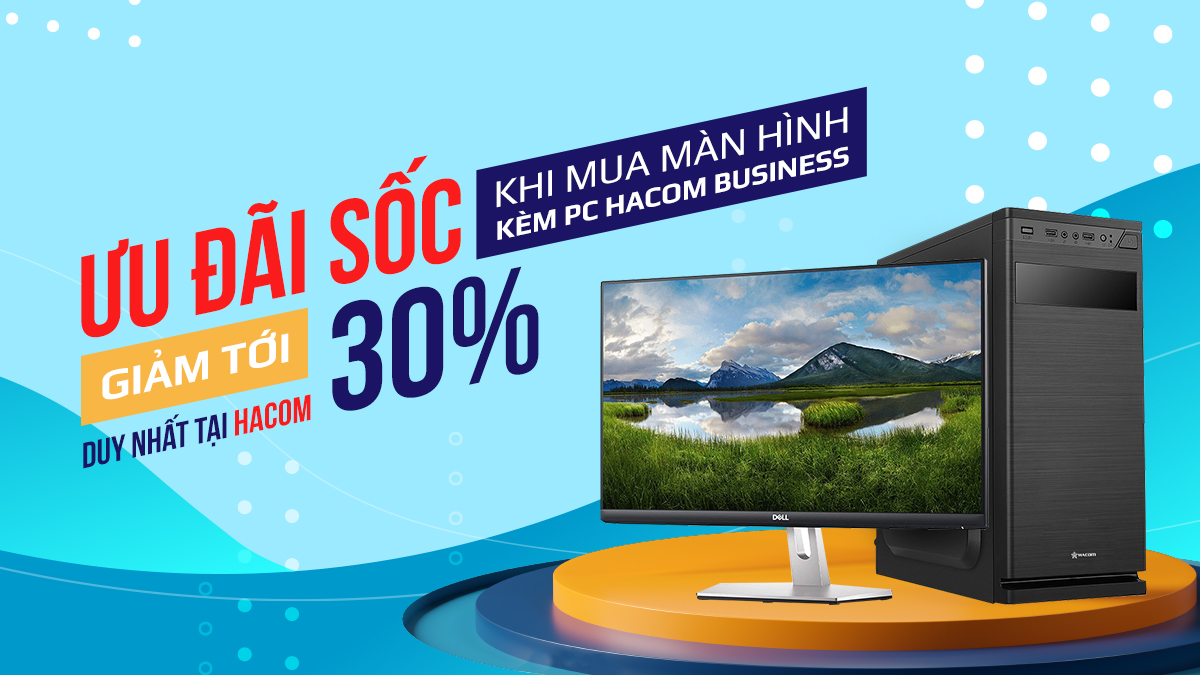 ƯU ĐÃI SỐC
KHI MUA MÀN HÌNH
KÈM PC HACOM BUSINESS
GIẢM TỚI
30%
DUY NHẤT TẠI HACOM
DELL
HACOM